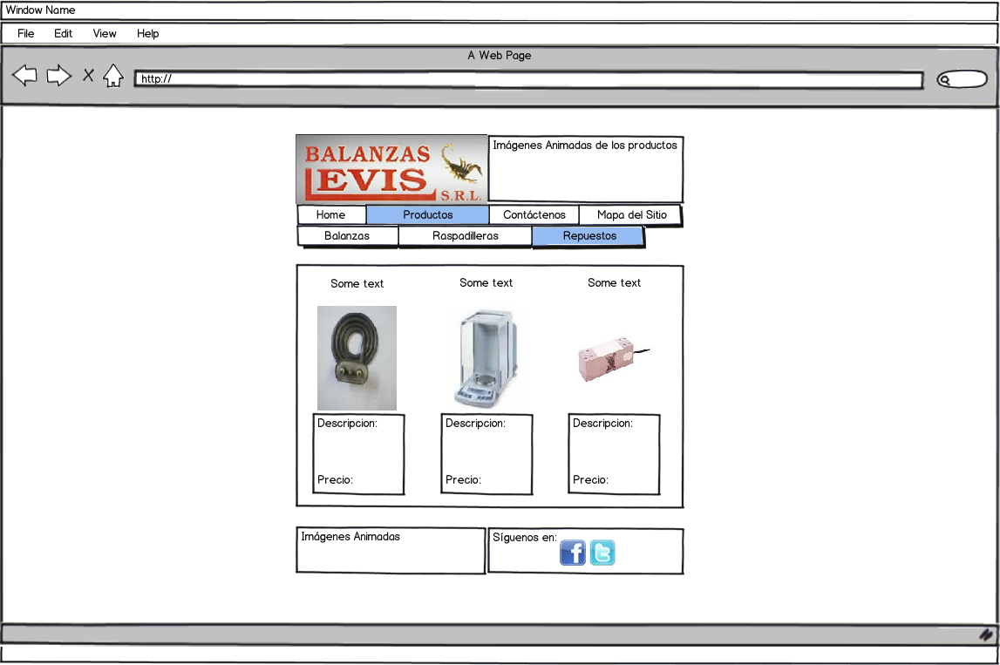 Window Name
File Edit View Help
A Web Page
http://
BALANZAS
LEVIS
S.R.L.
Imágenes Animadas de los productos
Home Productos Contáctenos Mapa del Sitio
Balanzas Raspadilleras Repuestos
Some text Some text Some text
Descripcion: Descripcion: Descripcion:
Precio: Precio: Precio:
Imágenes Animadas
Síguenos en: